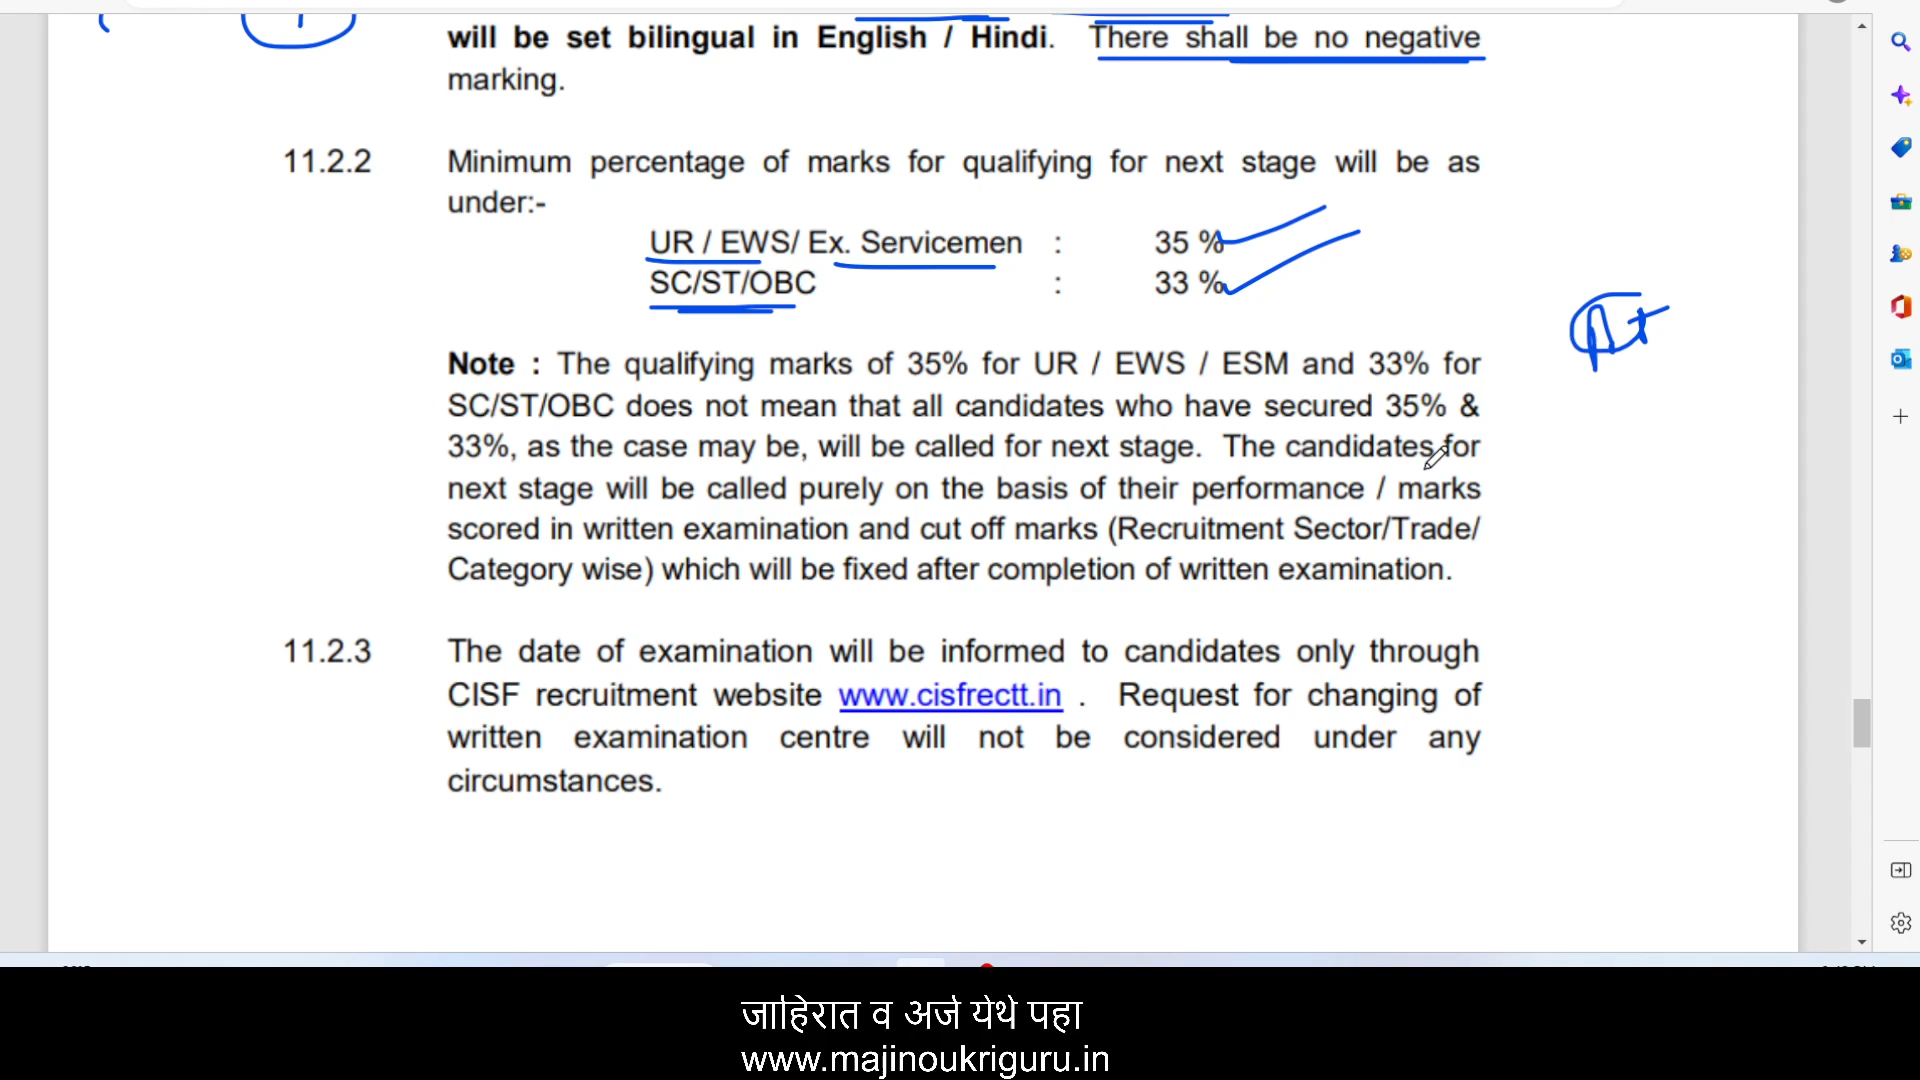 will be set bilingual in English / Hindi. There shall be no negative
marking.
11.2.2 Minimum percentage of marks for qualifying for next stage will be as
under:-
UR / EWS/ Ex. Servicemen : 35 %
SC/ST/OBC : 33 %
Note : The qualifying marks of 35% for UR / EWS / ESM and 33% for
SC/ST/OBC does not mean that all candidates who have secured 35% &
33%, as the case may be, will be called for next stage. The candidates for
next stage will be called purely on the basis of their performance / marks
scored in written examination and cut off marks (Recruitment Sector/Trade/
Category wise) which will be fixed after completion of written examination.
11.2.3 The date of examination will be informed to candidates only through
CISF recruitment website www.cisfrectt.in . Request for changing of
written examination centre will not be considered under any
circumstances.
जाहिरात व अर्ज येथे पहा
www.majinoukriguru.in